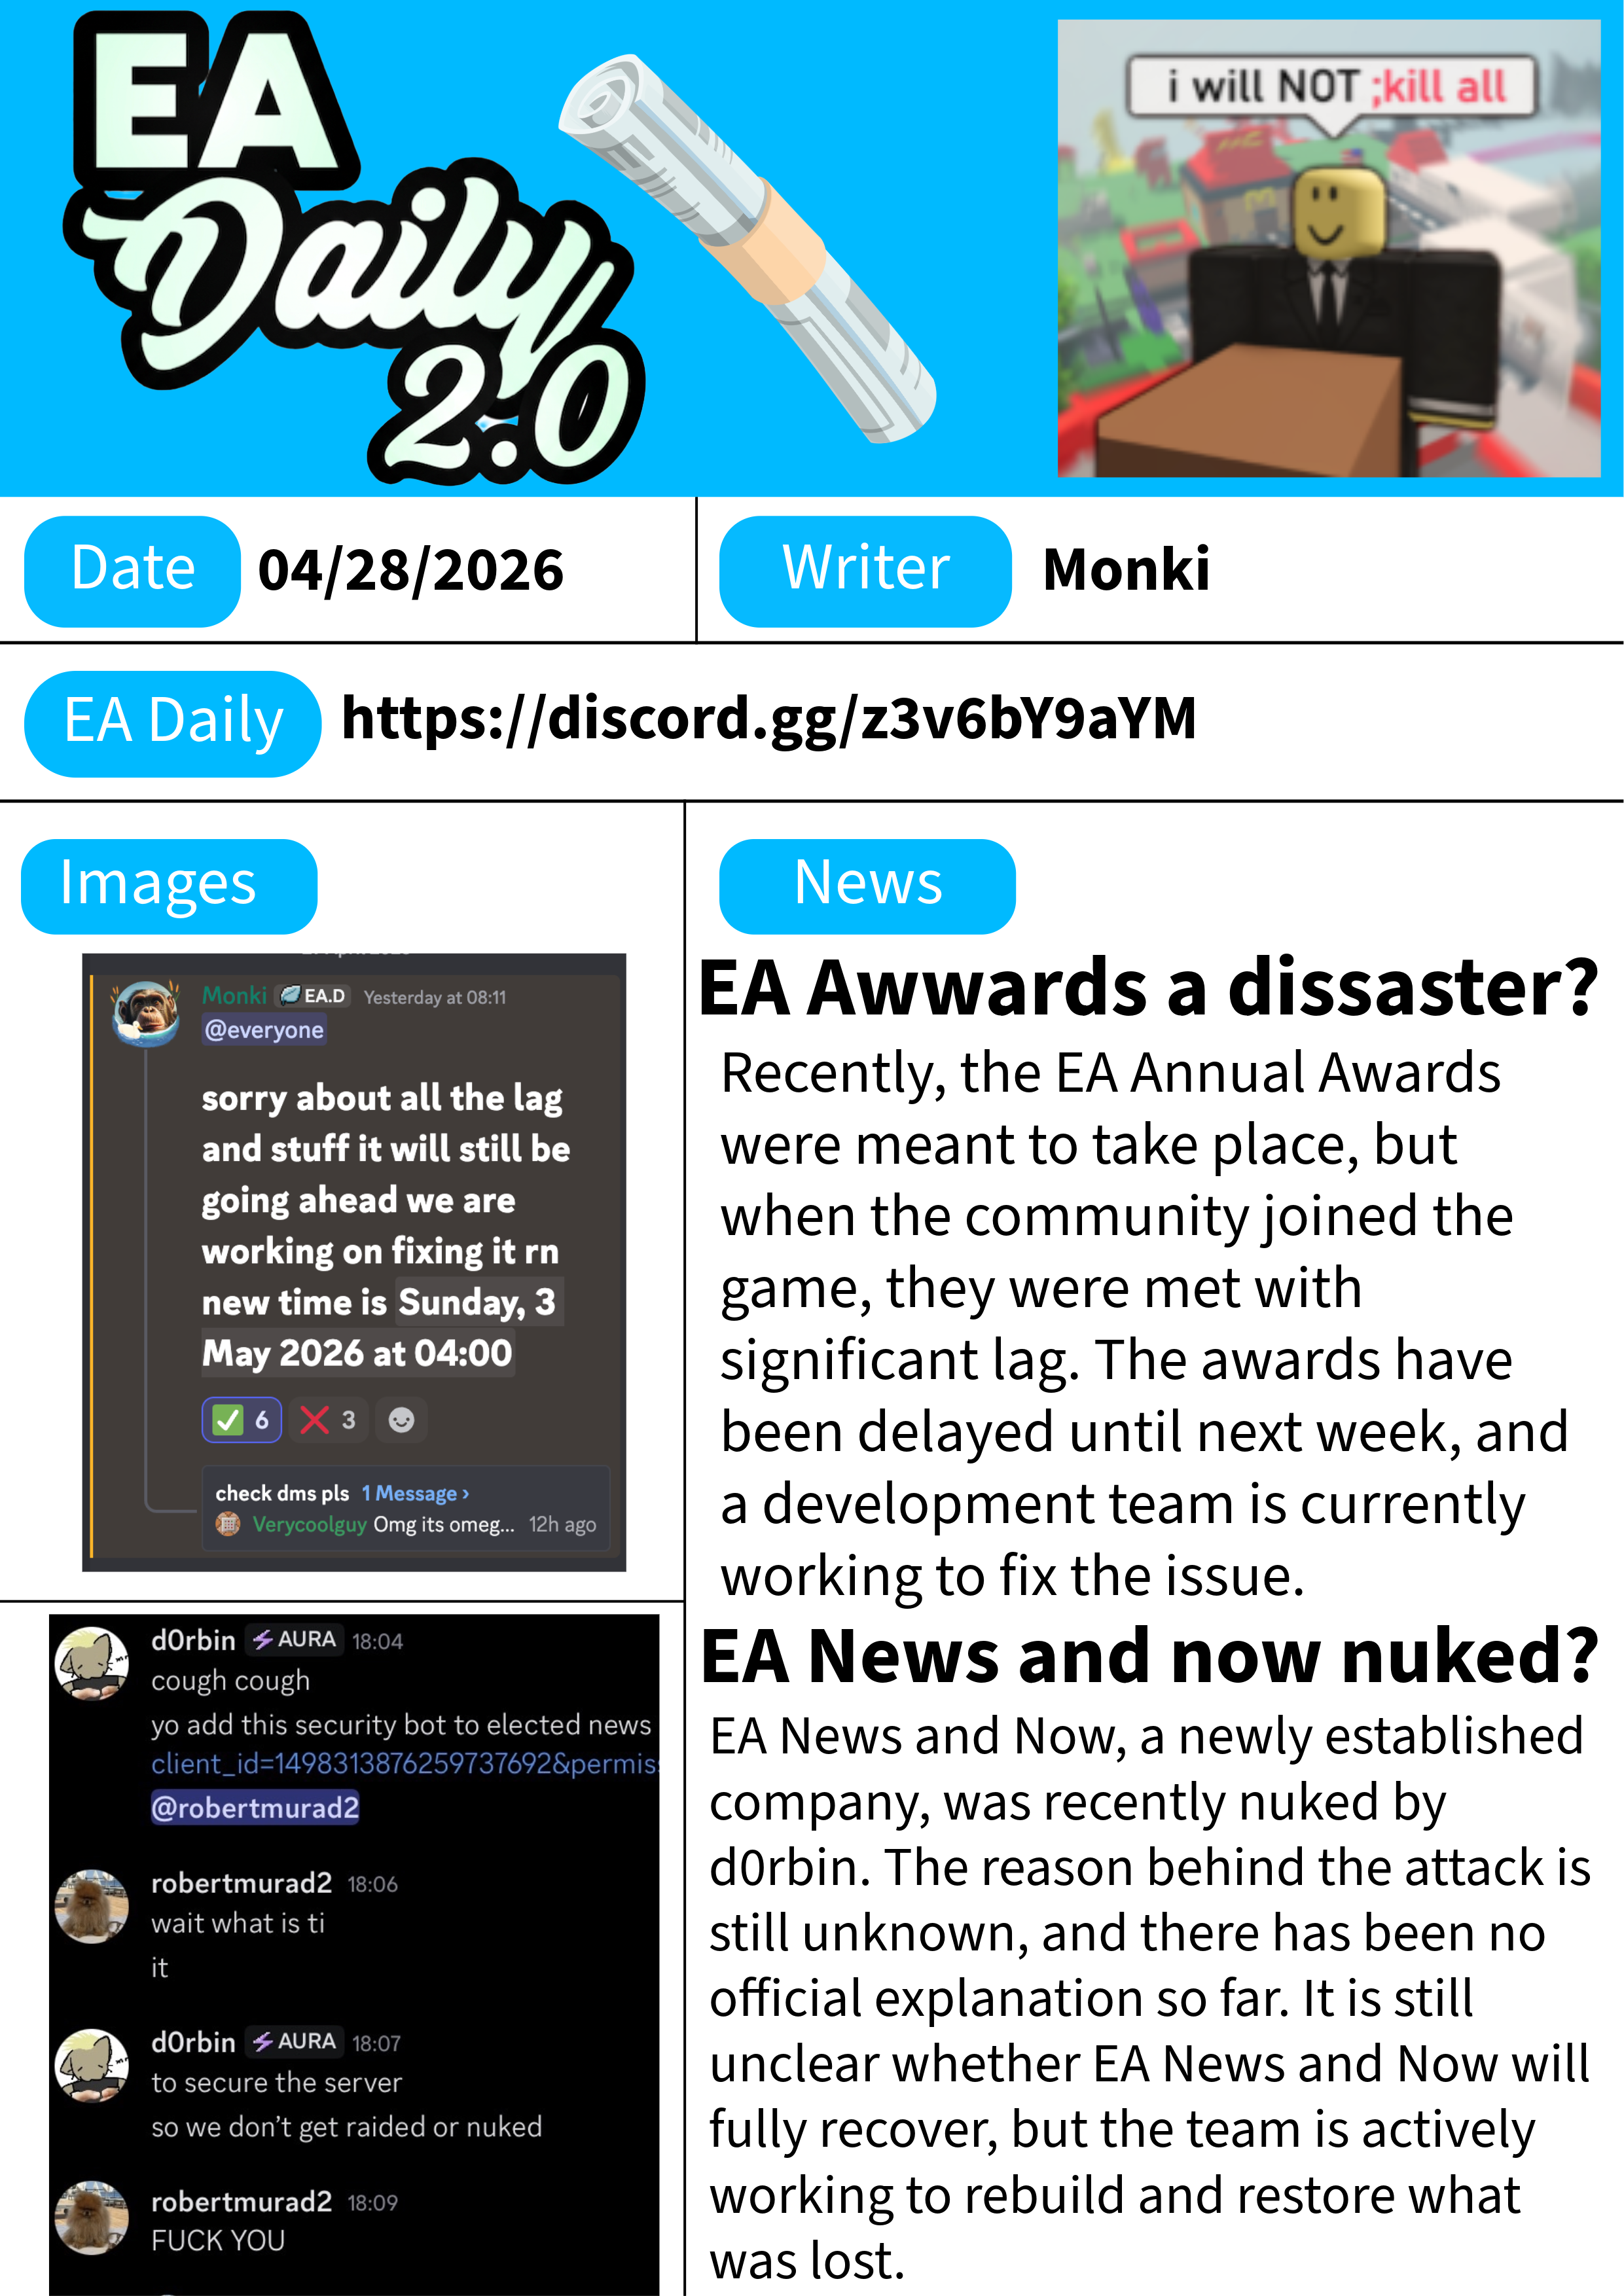 EA
Daily
2.0
i will NOT ;kill all
Date
04/28/2026
Writer
Monki
EA Daily
https://discord.gg/z3v6bY9aYM
Images
Monki EA.D Yesterday at 08:11
@everyone
sorry about all the lag
and stuff it will still be
going ahead we are
working on fixing it rn
new time is Sunday, 3
May 2026 at 04:00
6
3
check dms pls 1 Message ›
Verycoolguy Omg its omeg... 12h ago
d0rbin AURA 18:04
cough cough
yo add this security bot to elected news
client_id=1498313876259737692&permis
@robertmurad2
robertmurad2 18:06
wait what is ti
it
d0rbin AURA 18:07
to secure the server
so we don't get raided or nuked
robertmurad2 18:09
FUCK YOU
News
EA Awwards a dissaster?
Recently, the EA Annual Awards
were meant to take place, but
when the community joined the
game, they were met with
significant lag. The awards have
been delayed until next week, and
a development team is currently
working to fix the issue.
EA News and now nuked?
EA News and Now, a newly established
company, was recently nuked by
d0rbin. The reason behind the attack is
still unknown, and there has been no
official explanation so far. It is still
unclear whether EA News and Now will
fully recover, but the team is actively
working to rebuild and restore what
was lost.